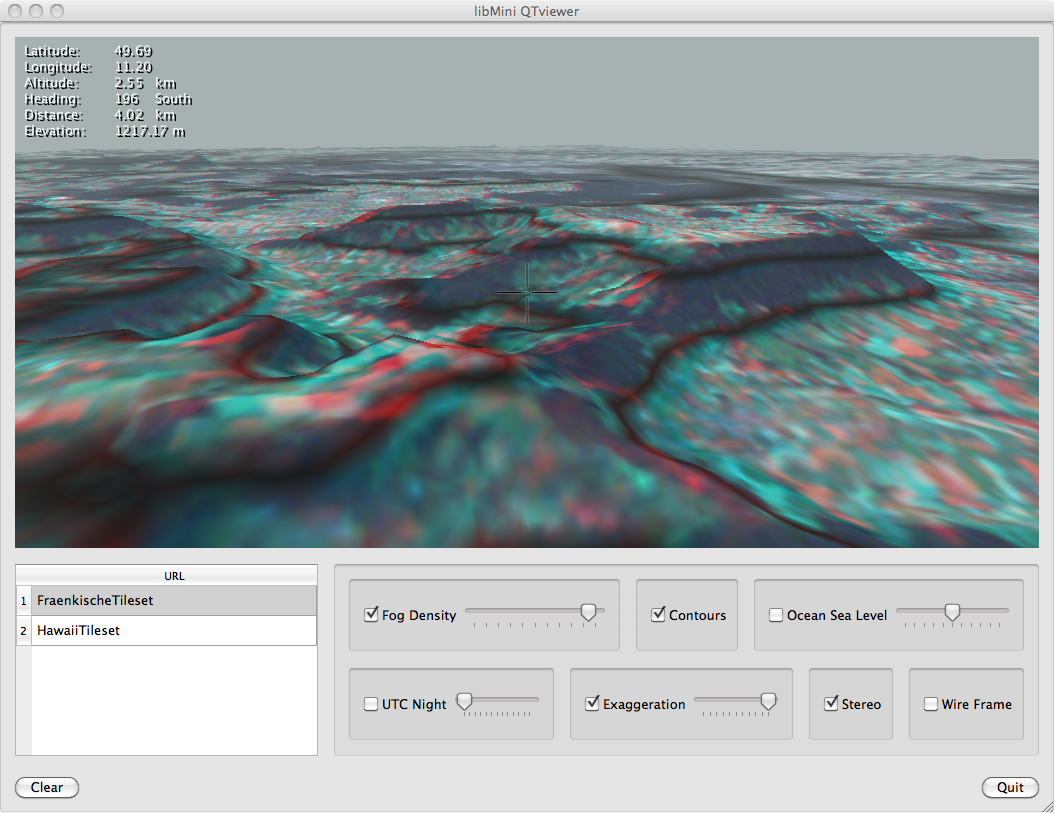 libMini QTviewer
Latitude: 49.69
Longitude: 11.20
Altitude: 2.55 km
Heading: 196 South
Distance: 4.02 km
Elevation: 1217.17 m
URL
1 FraenkischeTileset
2 HawaiiTileset
Fog Density
Contours
Ocean Sea Level
UTC Night
Exaggeration
Stereo
Wire Frame
Clear
Quit